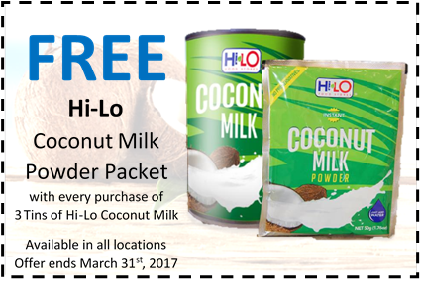 FREE
Hi-Lo
Coconut Milk
Powder Packet
with every purchase of
3 Tins of Hi-Lo Coconut Milk
Available in all locations
Offer ends March 31st, 2017
Hi-LO
COCONUT
MILK
Hi-LO
INSTANT
COCONUT
MILK
POWDER